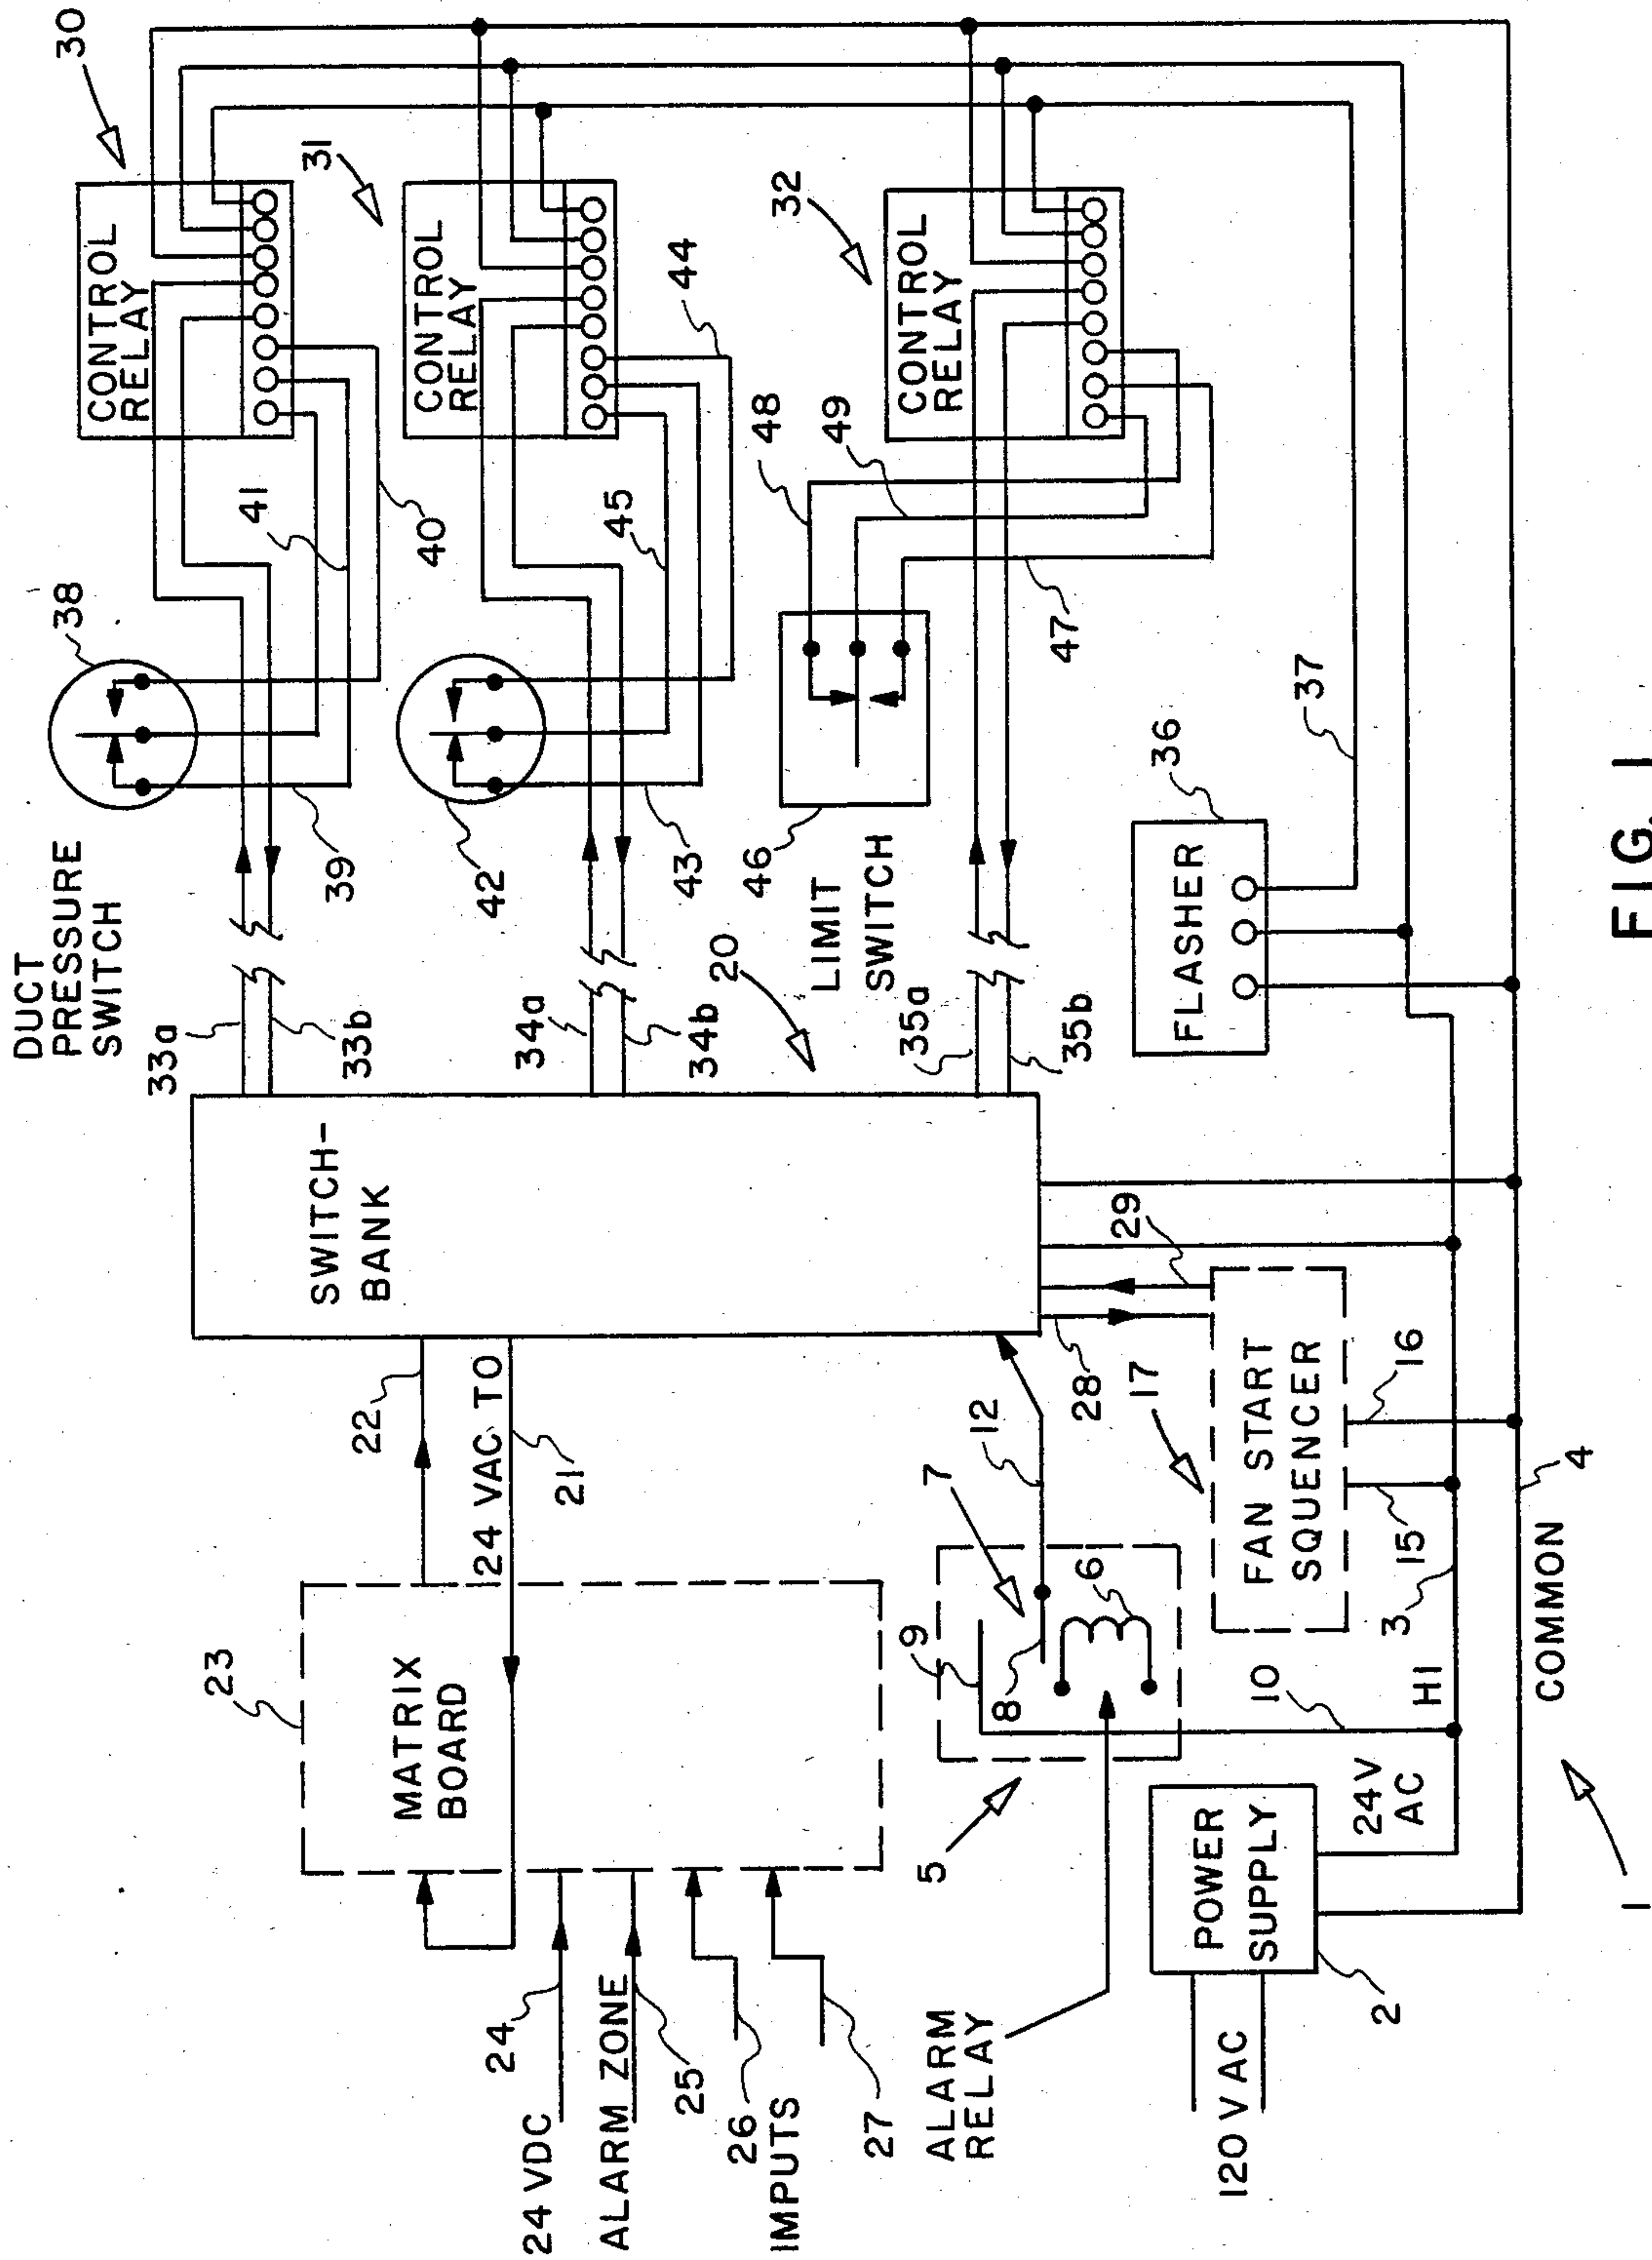 DUCT
PRESSURE
SWITCH
33a
33b
39
38
41
40
CONTROL
RELAY
30
31
CONTROL
RELAY
34a
34b
42
43
45
44
20
LIMIT
SWITCH
46
48
49
47
32
CONTROL
RELAY
35a
35b
SWITCH-
BANK
22
24 VAC TO
21
23
MATRIX
BOARD
24 VDC
24
ALARM ZONE
25
26
IMPUTS
27
ALARM
RELAY
5
9
8
7
6
12
10
28
29
17
FAN START
SQUENCER
15
16
FLASHER
36
37
120 V AC
POWER
SUPPLY
2
24V
AC
HI
3
COMMON
4
1
FIG. 1